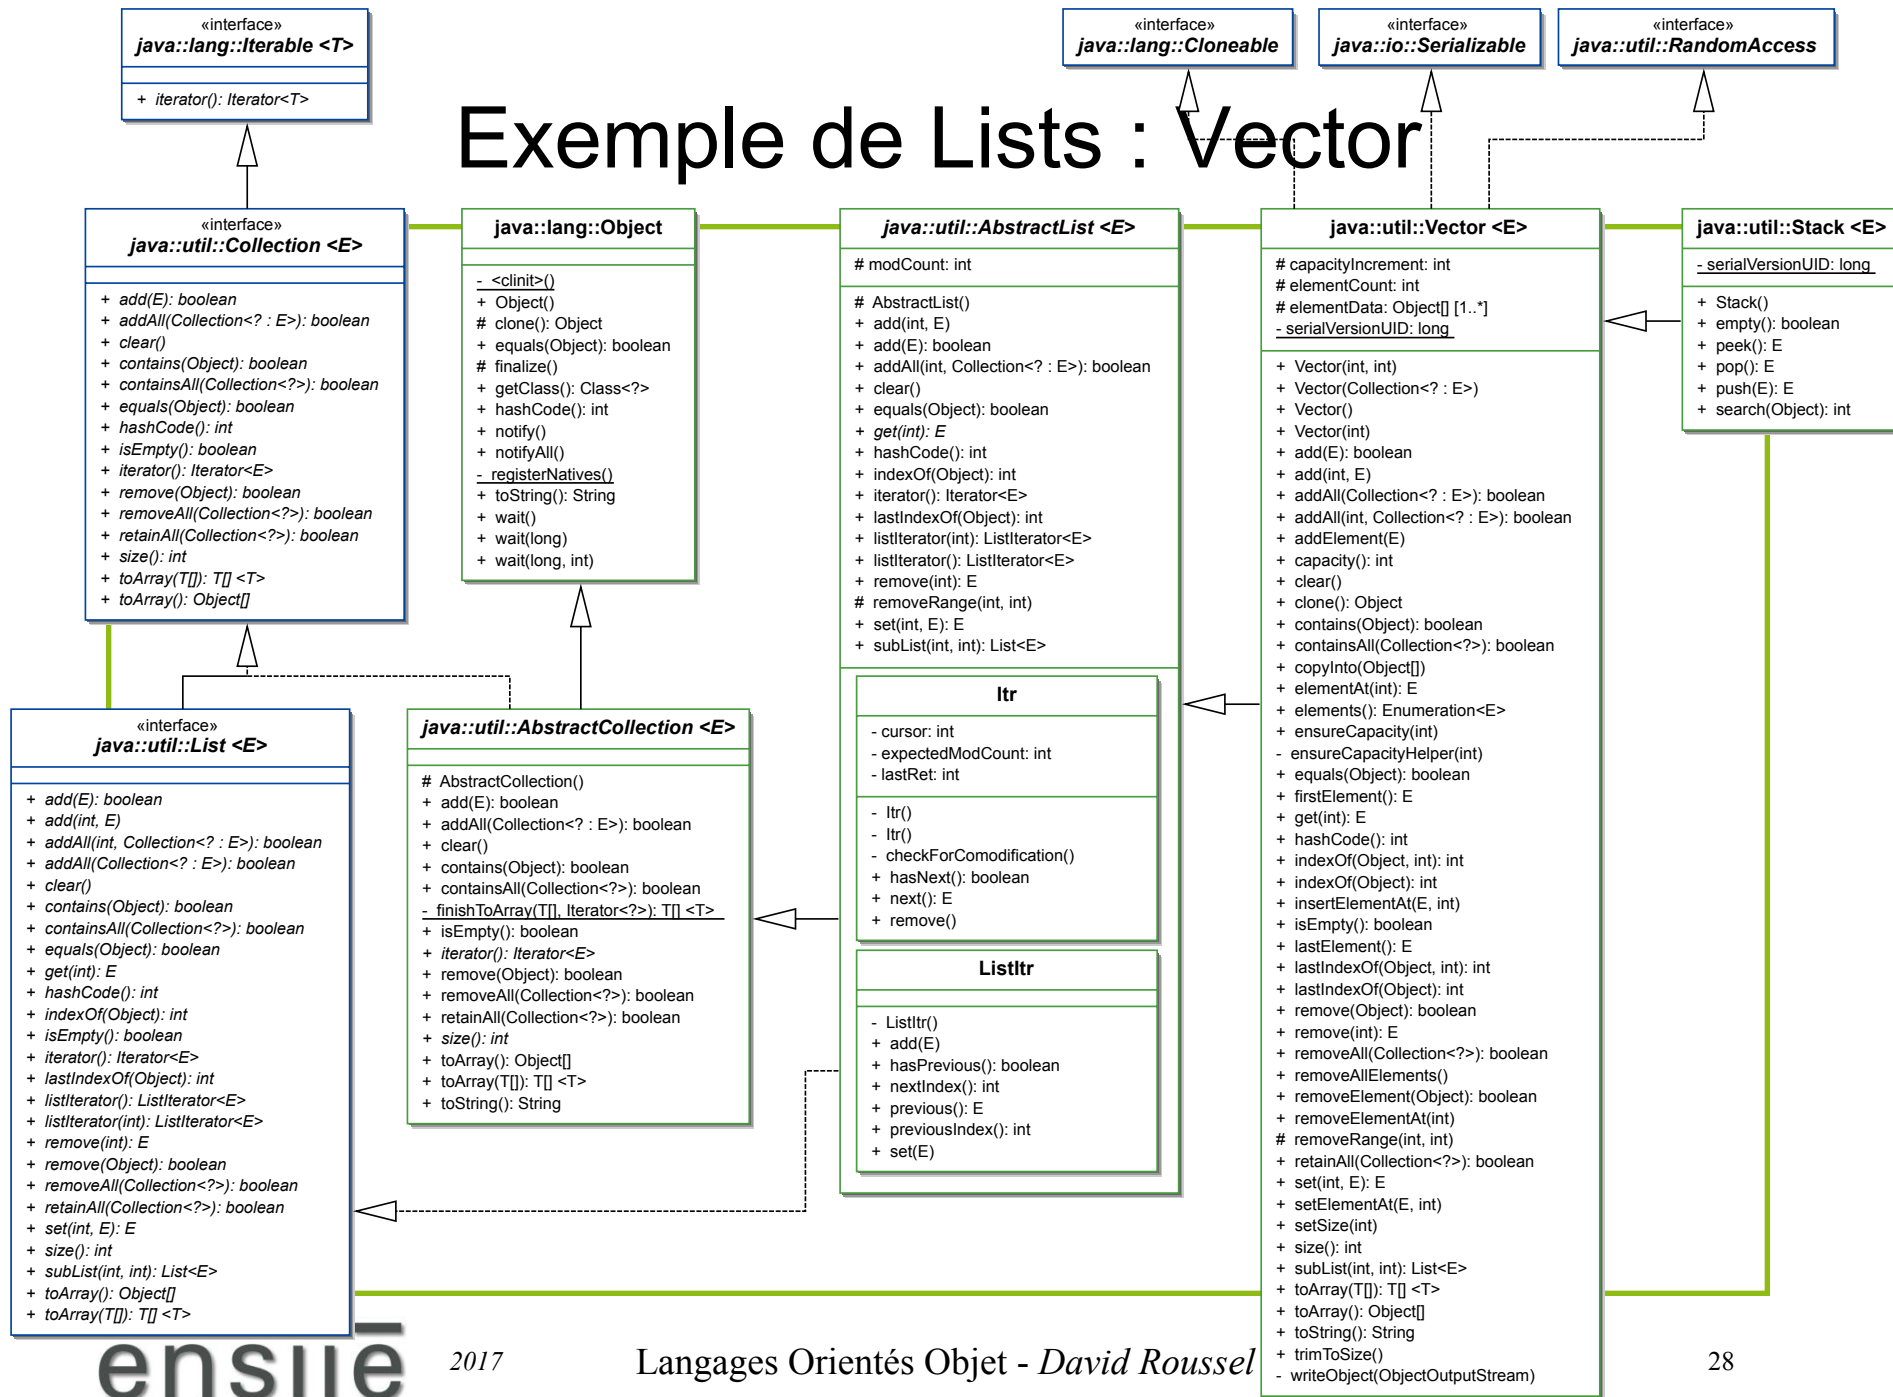 «interface»
java::lang::Iterable <T>
+ iterator(): Iterator<T>
«interface»
java::lang::Cloneable
«interface»
java::io::Serializable
«interface»
java::util::RandomAccess
Exemple de Lists : Vector
«interface»
java::util::Collection <E>
+ add(E): boolean
+ addAll(Collection<? : E>): boolean
+ clear()
+ contains(Object): boolean
+ containsAll(Collection<?>): boolean
+ equals(Object): boolean
+ hashCode(): int
+ isEmpty(): boolean
+ iterator(): Iterator<E>
+ remove(Object): boolean
+ removeAll(Collection<?>): boolean
+ retainAll(Collection<?>): boolean
+ size(): int
+ toArray(T[]): T[] <T>
+ toArray(): Object[]
java::lang::Object
- <clinit>()
+ Object()
# clone(): Object
+ equals(Object): boolean
# finalize()
+ getClass(): Class<?>
+ hashCode(): int
+ notify()
+ notifyAll()
- registerNatives()
+ toString(): String
+ wait()
+ wait(long)
+ wait(long, int)
java::util::AbstractList <E>
# modCount: int
# AbstractList()
+ add(int, E)
+ add(E): boolean
+ addAll(int, Collection<? : E>): boolean
+ clear()
+ equals(Object): boolean
+ get(int): E
+ hashCode(): int
+ indexOf(Object): int
+ iterator(): Iterator<E>
+ lastIndexOf(Object): int
+ listIterator(int): ListIterator<E>
+ listIterator(): ListIterator<E>
+ remove(int): E
# removeRange(int, int)
+ set(int, E): E
+ subList(int, int): List<E>
Itr
- cursor: int
- expectedModCount: int
- lastRet: int
- Itr()
- Itr()
- checkForComodification()
+ hasNext(): boolean
+ next(): E
+ remove()
ListItr
- ListItr()
+ add(E)
+ hasPrevious(): boolean
+ nextIndex(): int
+ previous(): E
+ previousIndex(): int
+ set(E)
java::util::Vector <E>
# capacityIncrement: int
# elementCount: int
# elementData: Object[] [1..*]
- serialVersionUID: long
+ Vector(int, int)
+ Vector(Collection<? : E>)
+ Vector()
+ Vector(int)
+ add(E): boolean
+ add(int, E)
+ addAll(Collection<? : E>): boolean
+ addAll(int, Collection<? : E>): boolean
+ addElement(E)
+ capacity(): int
+ clear()
+ clone(): Object
+ contains(Object): boolean
+ containsAll(Collection<?>): boolean
+ copyInto(Object[])
+ elementAt(int): E
+ elements(): Enumeration<E>
+ ensureCapacity(int)
- ensureCapacityHelper(int)
+ equals(Object): boolean
+ firstElement(): E
+ get(int): E
+ hashCode(): int
+ indexOf(Object, int): int
+ indexOf(Object): int
+ insertElementAt(E, int)
+ isEmpty(): boolean
+ lastElement(): E
+ lastIndexOf(Object, int): int
+ lastIndexOf(Object): int
+ remove(Object): boolean
+ remove(int): E
+ removeAll(Collection<?>): boolean
+ removeAllElements()
+ removeElement(Object): boolean
+ removeElementAt(int)
# removeRange(int, int)
+ retainAll(Collection<?>): boolean
+ set(int, E): E
+ setElementAt(E, int)
+ setSize(int)
+ size(): int
+ subList(int, int): List<E>
+ toArray(T[]): T[] <T>
+ toArray(): Object[]
+ toString(): String
+ trimToSize()
- writeObject(ObjectOutputStream)
java::util::Stack <E>
- serialVersionUID: long
+ Stack()
+ empty(): boolean
+ peek(): E
+ pop(): E
+ push(E): E
+ search(Object): int
«interface»
java::util::List <E>
+ add(E): boolean
+ add(int, E)
+ addAll(int, Collection<? : E>): boolean
+ addAll(Collection<? : E>): boolean
+ clear()
+ contains(Object): boolean
+ containsAll(Collection<?>): boolean
+ equals(Object): boolean
+ get(int): E
+ hashCode(): int
+ indexOf(Object): int
+ isEmpty(): boolean
+ iterator(): Iterator<E>
+ lastIndexOf(Object): int
+ listIterator(): ListIterator<E>
+ listIterator(int): ListIterator<E>
+ remove(int): E
+ remove(Object): boolean
+ removeAll(Collection<?>): boolean
+ retainAll(Collection<?>): boolean
+ set(int, E): E
+ size(): int
+ subList(int, int): List<E>
+ toArray(): Object[]
+ toArray(T[]): T[] <T>
java::util::AbstractCollection <E>
# AbstractCollection()
+ add(E): boolean
+ addAll(Collection<? : E>): boolean
+ clear()
+ contains(Object): boolean
+ containsAll(Collection<?>): boolean
- finishToArray(T[], Iterator<?>): T[] <T>
+ isEmpty(): boolean
+ iterator(): Iterator<E>
+ remove(Object): boolean
+ removeAll(Collection<?>): boolean
+ retainAll(Collection<?>): boolean
+ size(): int
+ toArray(): Object[]
+ toArray(T[]): T[] <T>
+ toString(): String
ensiie
2017
Langages Orientés Objet - David Roussel
28